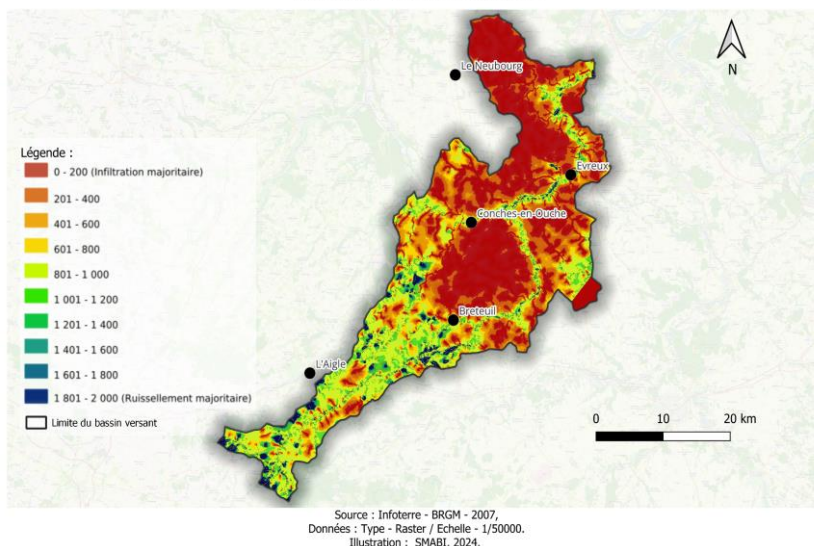 Le Neubourg
N
Evreux
Conches-en-Ouche
Breteuil
L'Aigle
Légende :
0 - 200 (Infiltration majoritaire)
201 - 400
401 - 600
601 - 800
801 - 1 000
1 001 - 1 200
1 201 - 1 400
1 401 - 1 600
1 601 - 1 800
1 801 - 2 000 (Ruissellement majoritaire)
Limite du bassin versant
0 10 20 km
Source : Infoterre - BRGM - 2007,
Données : Type - Raster / Echelle - 1/50000.
Illustration : SMABI, 2024.